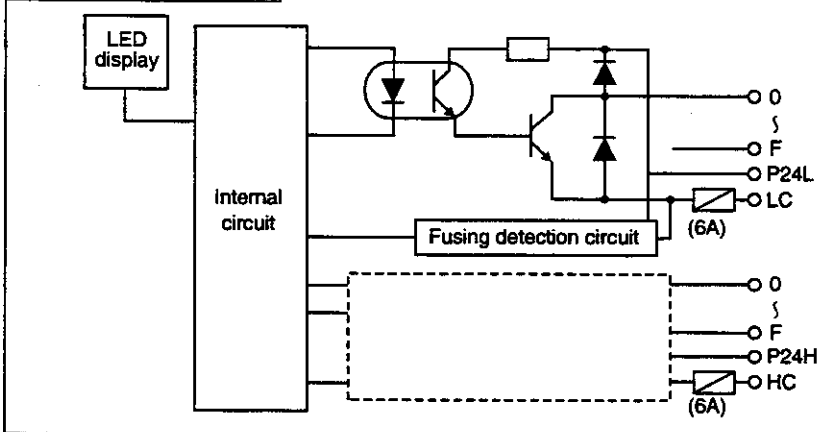 LED
display
Internal
circuit
Fusing detection circuit
0
∫
F
P24L
LC
(6A)
0
∫
F
P24H
HC
(6A)